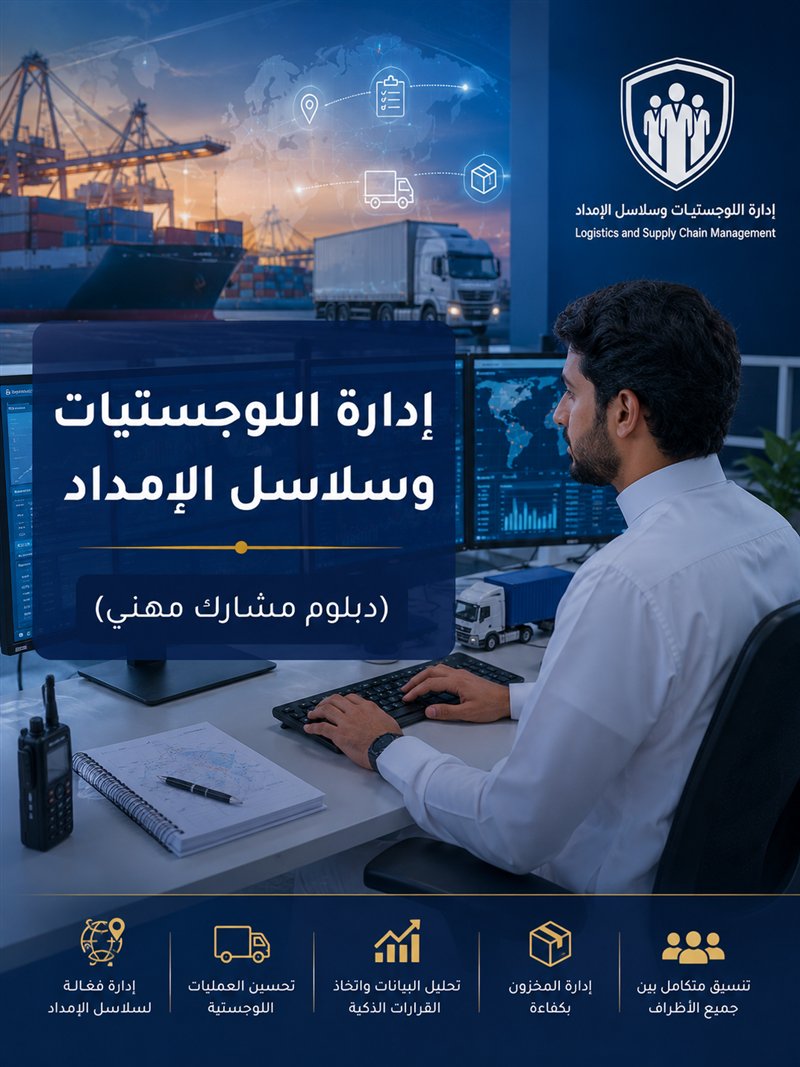 إدارة اللوجستيات وسلاسل الإمداد
Logistics and Supply Chain Management
إدارة اللوجستيات
وسلاسل الإمداد
(دبلوم مشارك مهني)
تنسيق متكامل بين
جميع الأظراف
إدارة المخزون
بكفاءة
تحليل البيانات واتخاذ
القرارات الذكية
تحسين العمليات
اللوجستية
إدارة فعّالة
لسلاسل الإمداد